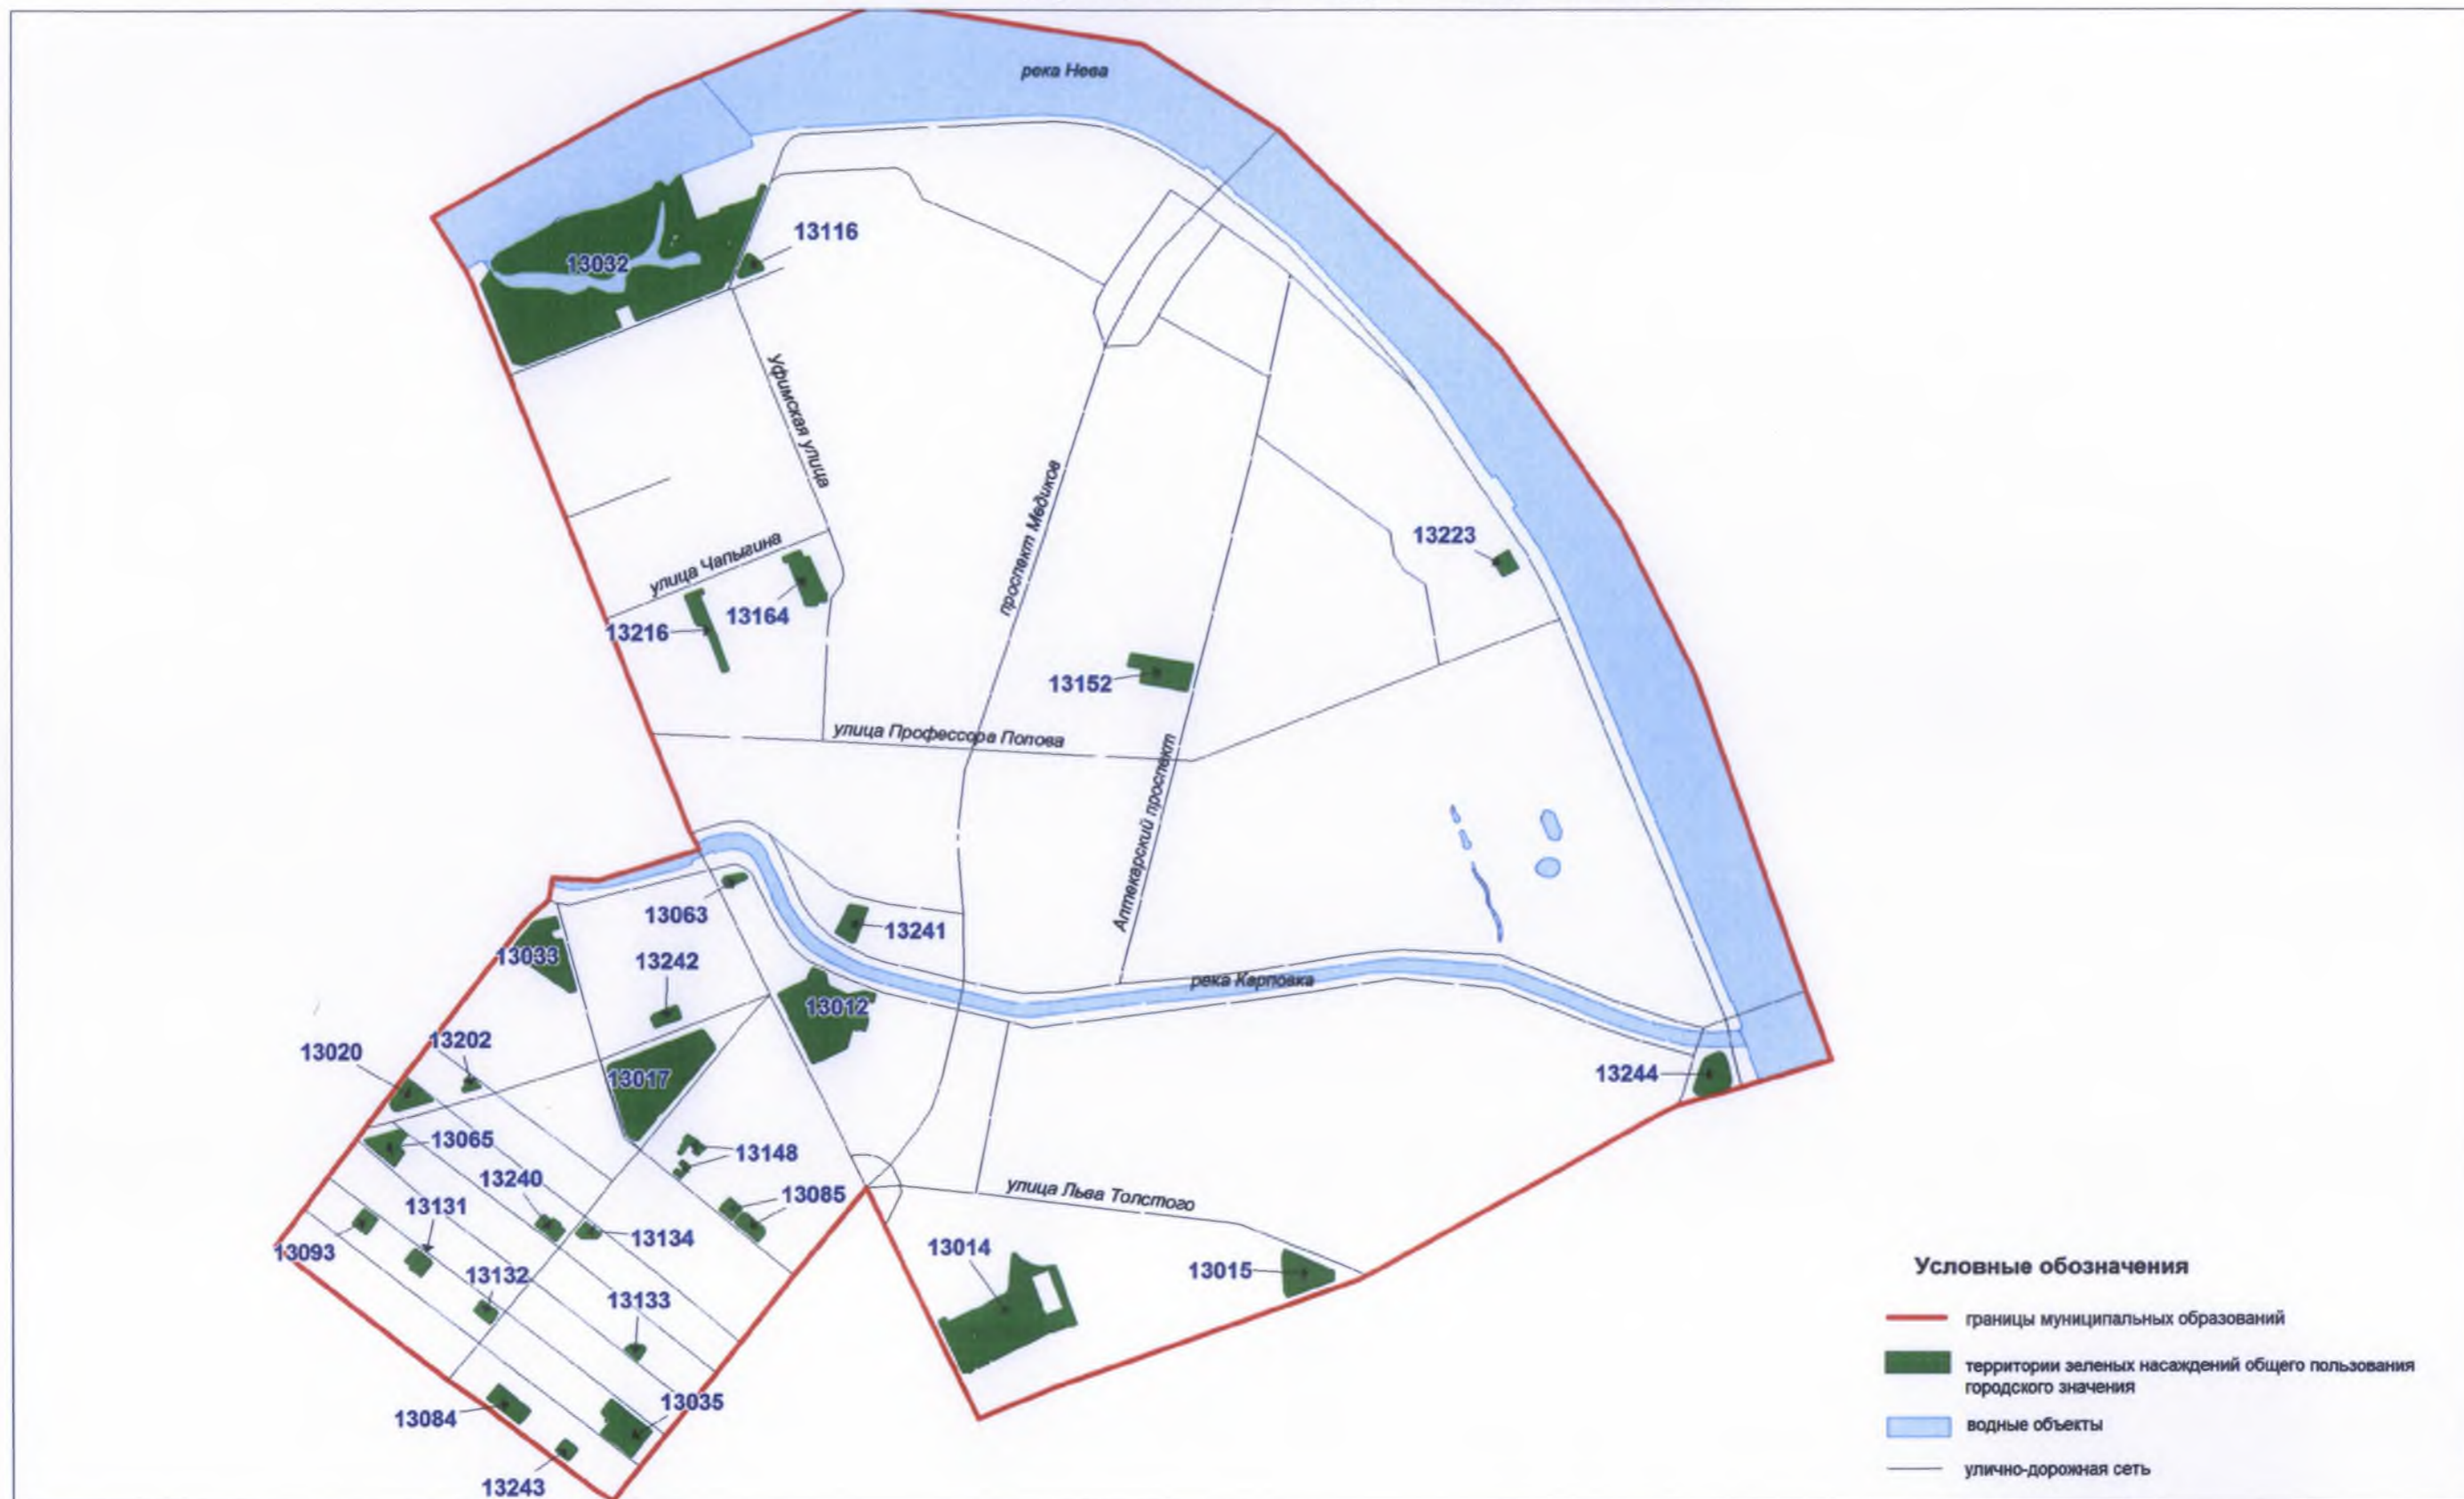 река Нева
13116
13032
Уфимская улица
проспект Медиков
13223
улица Чапыгина
13164
13216
13152
улица Профессора Попова
Аптекарский проспект
13063
13241
13033
13242
река Карповка
13012
13202
13020
13017
13244
13065
13148
13240
13085
13131
улица Льва Толстого
13134
13093
13014
13132
13015
13133
13035
13084
13243
Условные обозначения
границы муниципальных образований
территории зеленых насаждений общего пользования
городского значения
водные объекты
улично-дорожная сеть